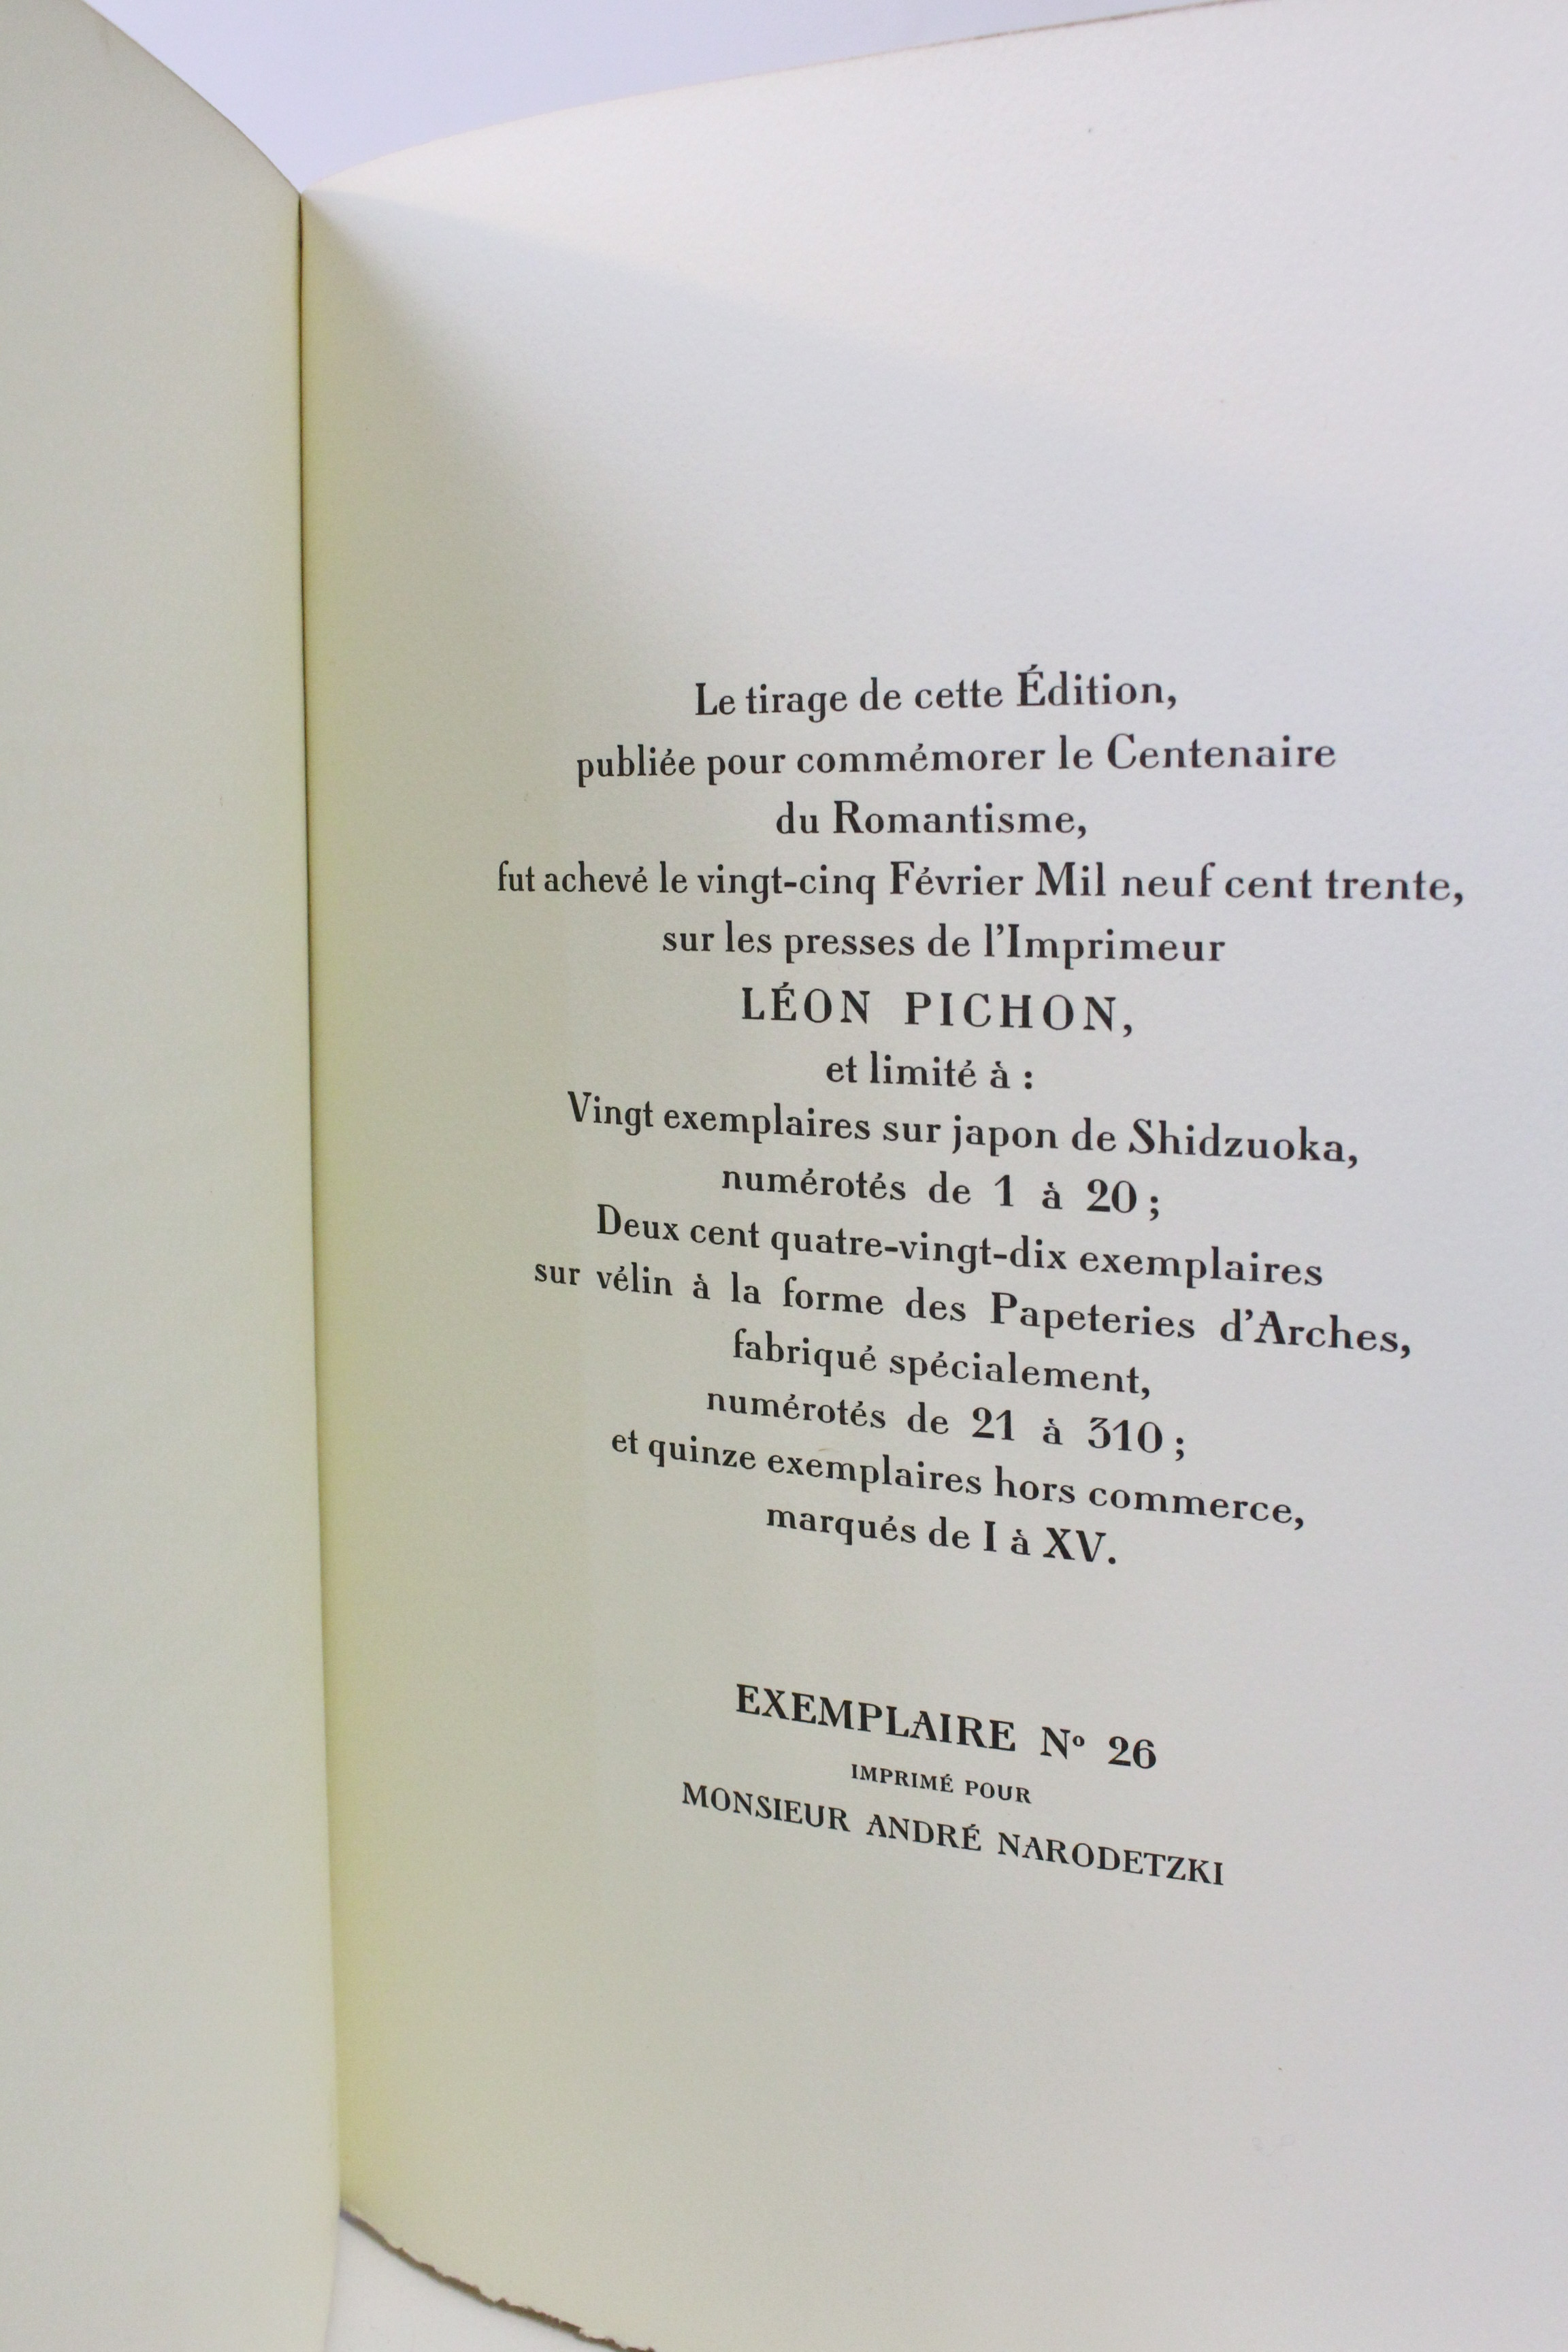 Le tirage de cette Édition,
publiée pour commémorer le Centenaire
du Romantisme,
fut achevé le vingt-cinq Février Mil neuf cent trente,
sur les presses de l'Imprimeur
LÉON PICHON,
et limité à :
Vingt exemplaires sur japon de Shidzuoka,
numérotés de 1 à 20 ;
Deux cent quatre-vingt-dix exemplaires
sur vélin à la forme des Papeteries d'Arches,
fabriqué spécialement,
numérotés de 21 à 310 ;
et quinze exemplaires hors commerce,
marqués de I à XV.
EXEMPLAIRE Nº 26
IMPRIMÉ POUR
MONSIEUR ANDRÉ NARODETZKI